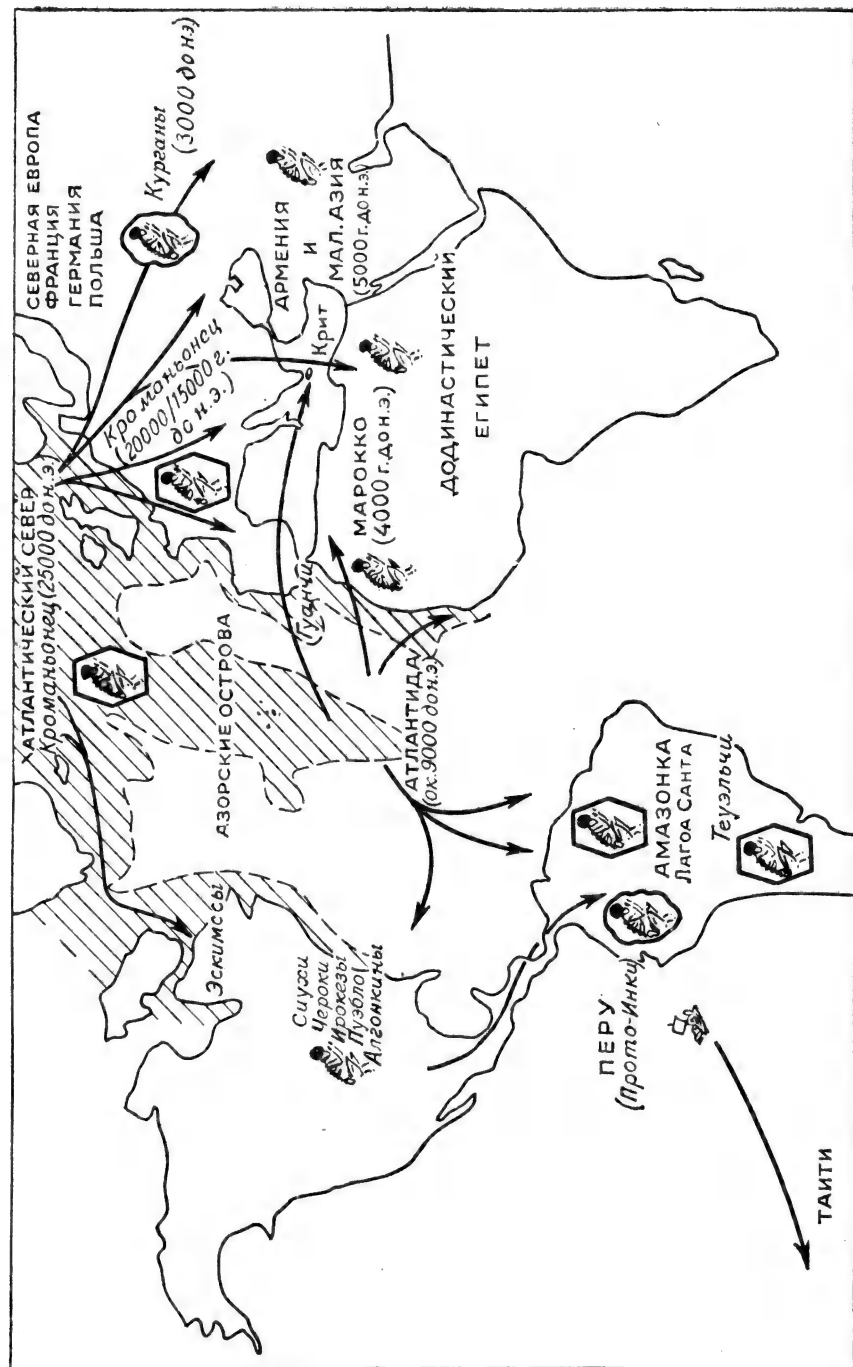 ХАТЛАНТИЧЕСКИЙ СЕВЕР
Кроманьонец (25000 до н.э.)
СЕВЕРНАЯ ЕВРОПА
ФРАНЦИЯ
ГЕРМАНИЯ
ПОЛЬША
Курганы
(3000 до н.э)
Кроманьонец
(20000/15000 г.
до н.э.)
АРМЕНИЯ
И
МАЛ. АЗИЯ
(5000 г. до н.э.)
Крит
Эскимссы
АЗОРСКИЕ ОСТРОВА
(Гуанчи)
МАРОККО
(4000 г. до н.э.)
ДОДИНАСТИЧЕСКИЙ
ЕГИПЕТ
Сиухи
Чероки
Ирокезы
Пуэбло
Алгонкины
АТЛАНТИДА
(ок. 9000 до н.э)
ПЕРУ
(Прото-Инки)
АМАЗОНКА
ЛАГОА САНТА
Теуэльчи
ТАИТИ